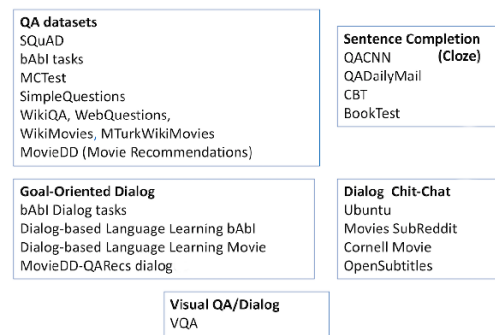 QA datasets
SQuAD
bAbI tasks
MCTest
SimpleQuestions
WikiQA, WebQuestions,
WikiMovies, MTurkWikiMovies
MovieDD (Movie Recommendations)
Sentence Completion
QACNN (Cloze)
QADailyMail
CBT
BookTest
Goal-Oriented Dialog
bAbI Dialog tasks
Dialog-based Language Learning bAbI
Dialog-based Language Learning Movie
MovieDD-QARecs dialog
Dialog Chit-Chat
Ubuntu
Movies SubReddit
Cornell Movie
OpenSubtitles
Visual QA/Dialog
VQA